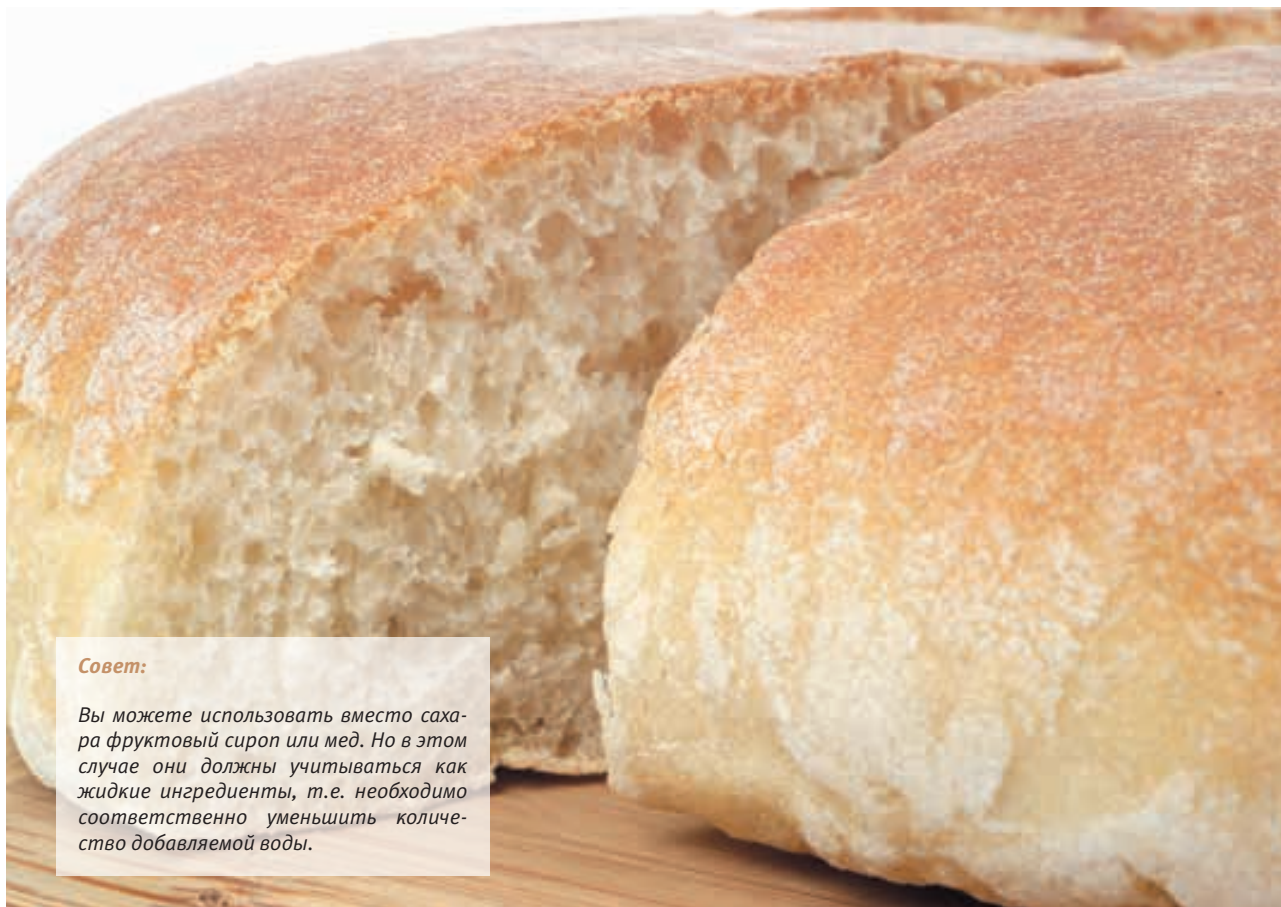 Совет:
Вы можете использовать вместо саха-
ра фруктовый сироп или мед. Но в этом
случае они должны учитываться как
жидкие ингредиенты, т.е. необходимо
соответственно уменьшить количе-
ство добавляемой воды.